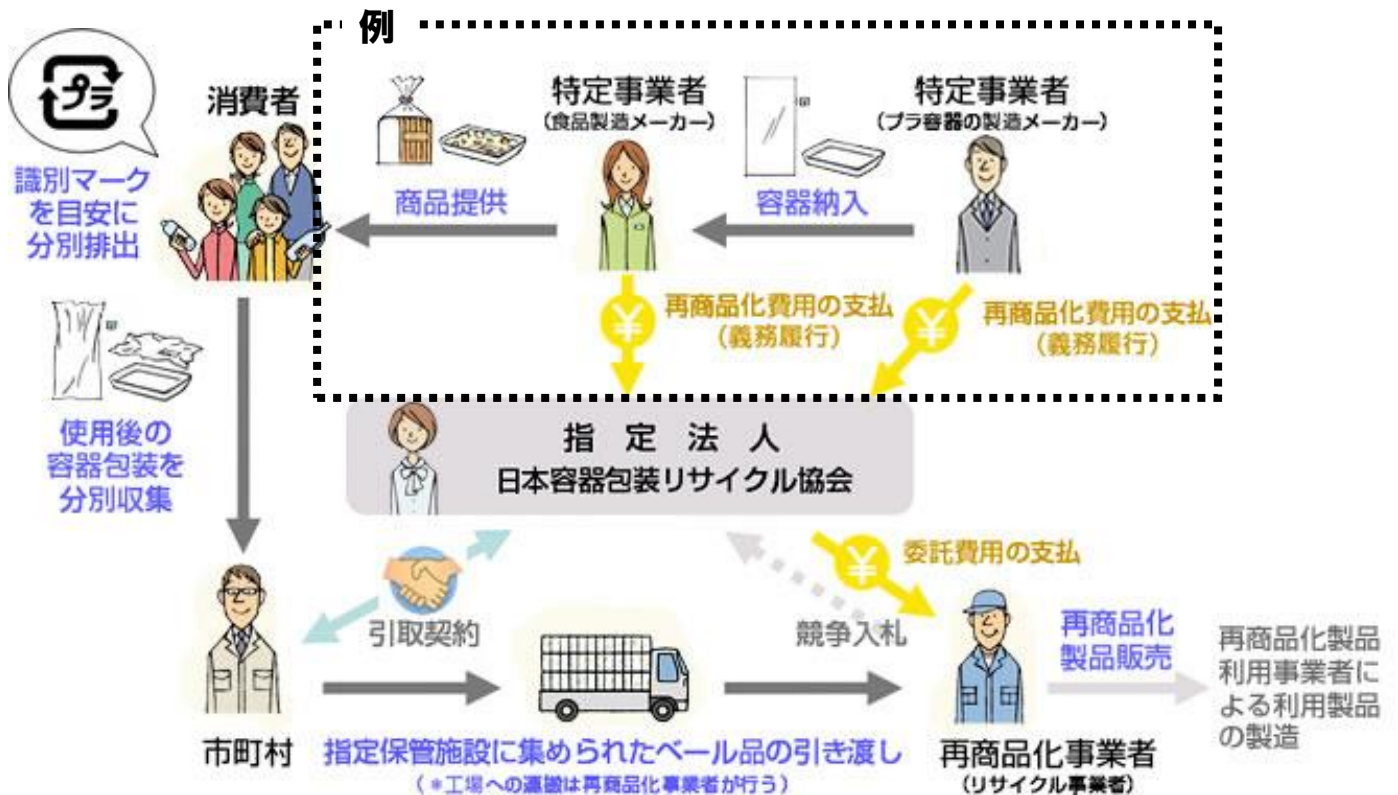 例
プラ
消費者
識別マーク
を目安に
分別排出
特定事業者
(食品製造メーカー)
特定事業者
(プラ容器の製造メーカー)
商品提供
容器納入
再商品化費用の支払
(義務履行)
再商品化費用の支払
(義務履行)
使用後の
容器包装を
分別収集
指定法人
日本容器包装リサイクル協会
委託費用の支払
引取契約
競争入札
再商品化
製品販売
再商品化製品
利用事業者に
よる利用製品
の製造
市町村
指定保管施設に集められたベール品の引き渡し
(*工場への運搬は再商品化事業者が行う)
再商品化事業者
(リサイクル事業者)